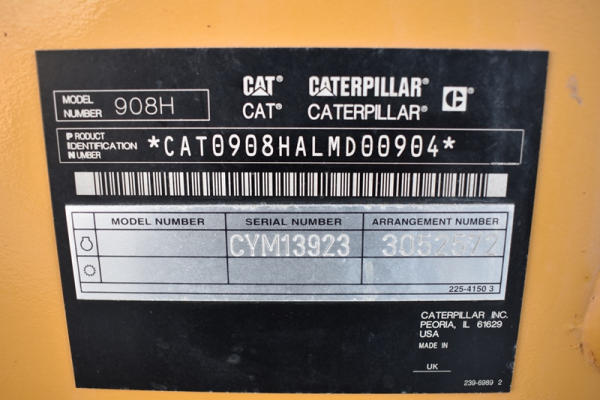 CAT® CATERPILLAR® C
MODEL NUMBER 908H
CAT® CATERPILLAR®
PRODUCT IDENTIFICATION NUMBER *CAT0908HALMD00904*
MODEL NUMBER SERIAL NUMBER ARRANGEMENT NUMBER
CYM13923 3052572
225-4150 3
CATERPILLAR INC.
PEORIA, IL 61629
USA
MADE IN
UK
239-6989 2